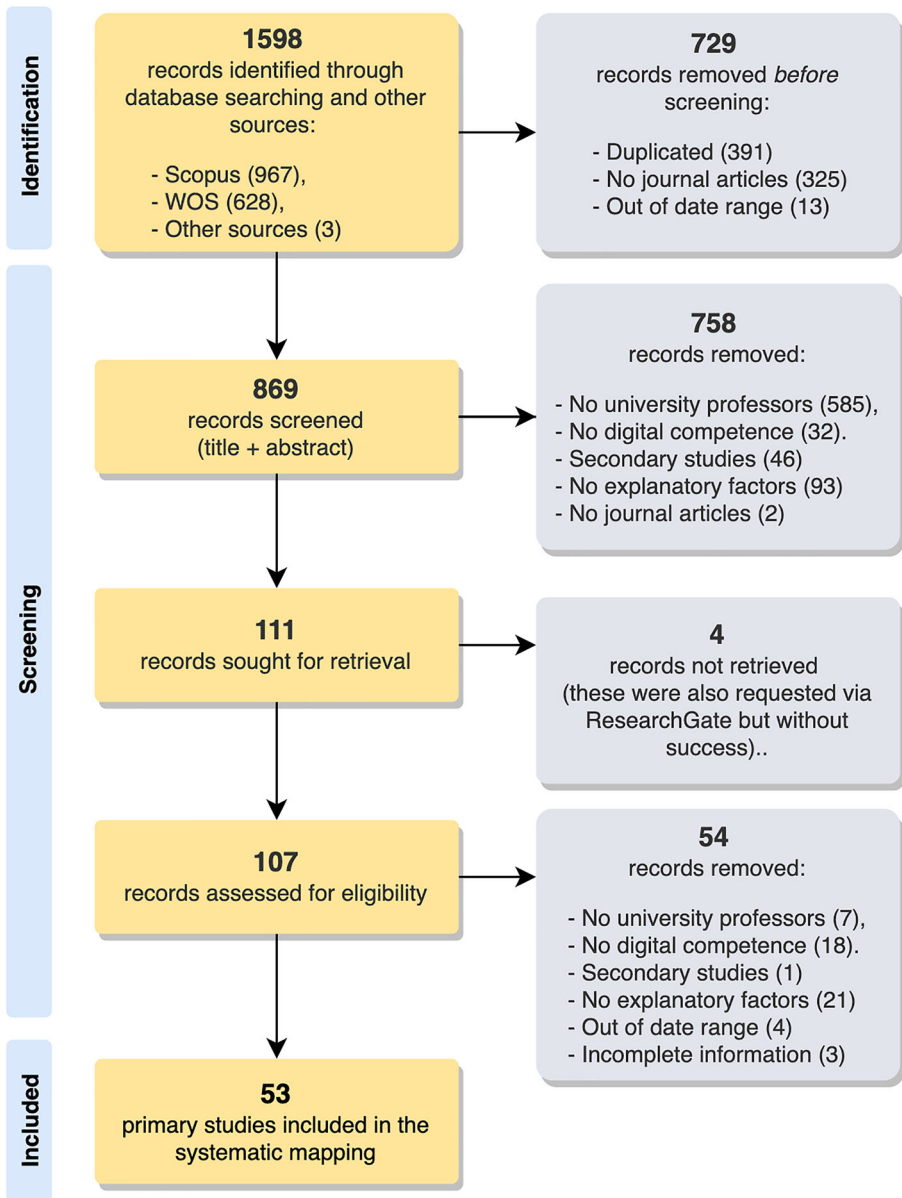 Identification
1598
records identified through
database searching and other
sources:
- Scopus (967),
- WOS (628),
- Other sources (3)
729
records removed before
screening:
- Duplicated (391)
- No journal articles (325)
- Out of date range (13)
Screening
869
records screened
(title + abstract)
758
records removed:
- No university professors (585),
- No digital competence (32).
- Secondary studies (46)
- No explanatory factors (93)
- No journal articles (2)
111
records sought for retrieval
4
records not retrieved
(these were also requested via
ResearchGate but without
success)..
107
records assessed for eligibility
54
records removed:
- No university professors (7),
- No digital competence (18).
- Secondary studies (1)
- No explanatory factors (21)
- Out of date range (4)
- Incomplete information (3)
Included
53
primary studies included in the
systematic mapping